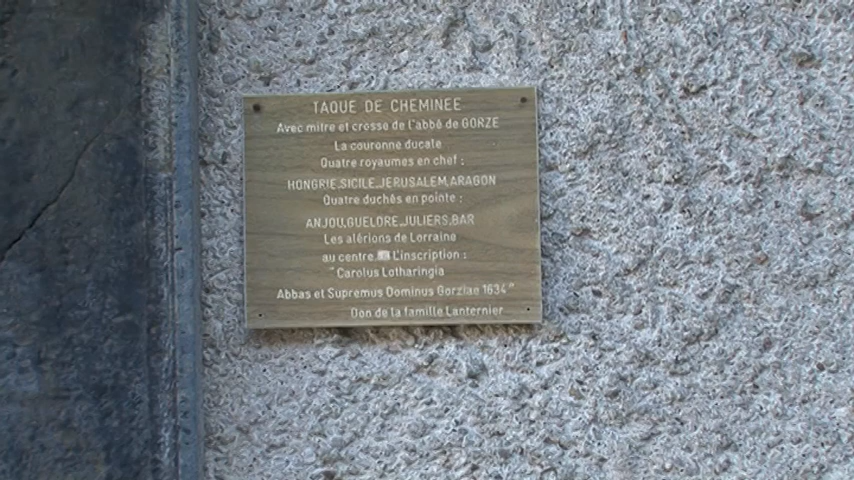 TAQUE DE CHEMINEE
Avec mitre et crosse de l'abbé de GORZE
La couronne ducale
Quatre royaumes en chef :
HONGRIE,SICILE,JERUSALEM,ARAGON
Quatre duchés en pointe :
ANJOU,GUELDRE,JULIERS,BAR
Les alérions de Lorraine
au centre. L'inscription :
"Carolus Lotharingia
Abbas et Supremus Dominus Gorziae 1634"
Don de la famille Lanternier